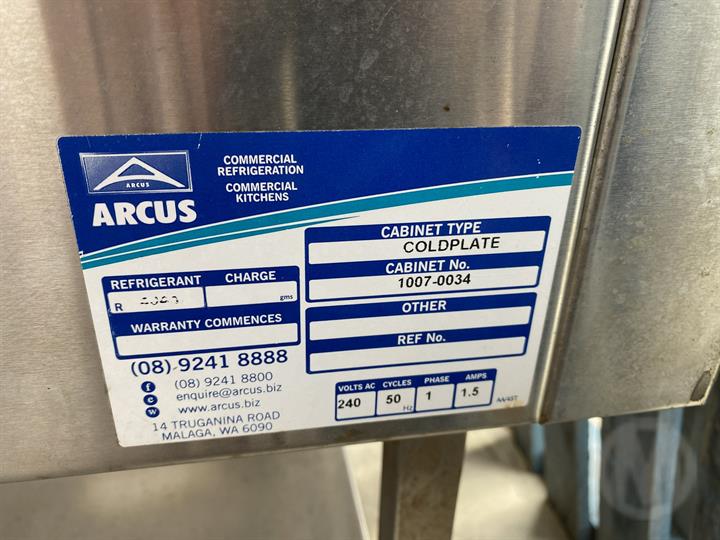 ARCUS
ARCUS
COMMERCIAL
REFRIGERATION
COMMERCIAL
KITCHENS
CABINET TYPE
COLDPLATE
CABINET No.
1007-0034
OTHER
REF No.
REFRIGERANT CHARGE
R gms
WARRANTY COMMENCES
(08) 9241 8888
f (08) 9241 8800
e enquire@arcus.biz
w www.arcus.biz
14 TRUGANINA ROAD
MALAGA, WA 6090
VOLTS AC CYCLES PHASE AMPS
240 50 Hz 1 1.5
M